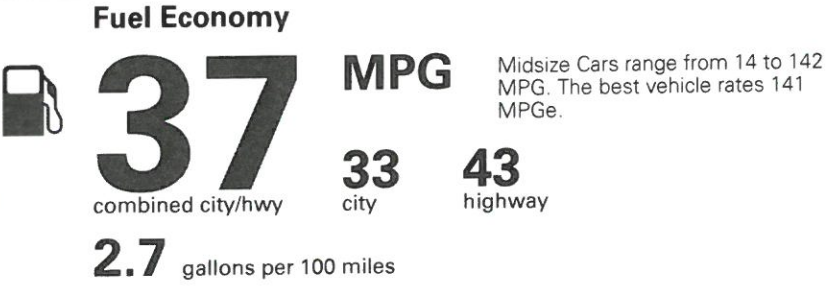 Fuel Economy
37
MPG
Midsize Cars range from 14 to 142
MPG. The best vehicle rates 141
MPGe.
combined city/hwy
33
city
43
highway
2.7 gallons per 100 miles